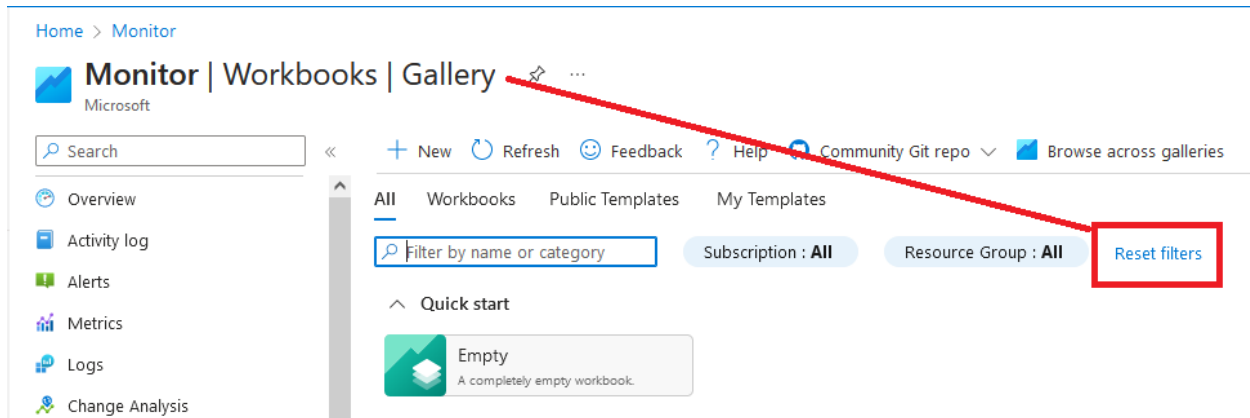 Home > Monitor
Monitor | Workbooks | Gallery ...
Microsoft
Search «
+ New Refresh Feedback ? Help Community Git repo Browse across galleries
Overview
All Workbooks Public Templates My Templates
Activity log
Filter by name or category Subscription : All Resource Group : All Reset filters
Alerts
Quick start
Metrics
Empty
Logs
A completely empty workbook.
Change Analysis